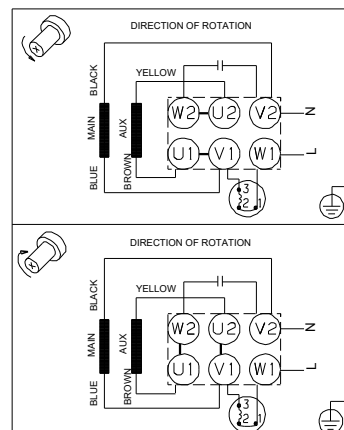 DIRECTION OF ROTATION
BLACK
YELLOW
MAIN
AUX
W2 U2 V2 N
U1 V1 W1 L
BLUE
BROWN
3
2 1
DIRECTION OF ROTATION
BLACK
YELLOW
MAIN
AUX
W2 U2 V2 N
U1 V1 W1 L
BLUE
BROWN
3
2 1